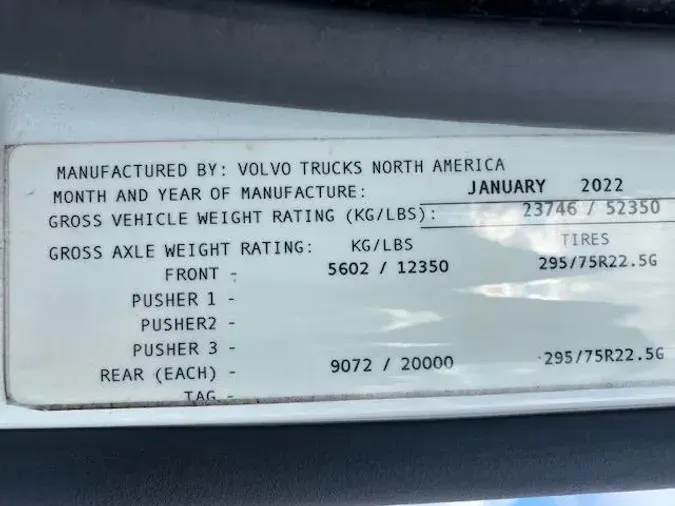 MANUFACTURED BY: VOLVO TRUCKS NORTH AMERICA
MONTH AND YEAR OF MANUFACTURE: JANUARY 2022
GROSS VEHICLE WEIGHT RATING (KG/LBS): 23746 / 52350
GROSS AXLE WEIGHT RATING: KG/LBS TIRES
FRONT - 5602 / 12350 295/75R22.5G
PUSHER 1 -
PUSHER2 -
PUSHER 3 -
REAR (EACH) - 9072 / 20000 295/75R22.5G
TAG -